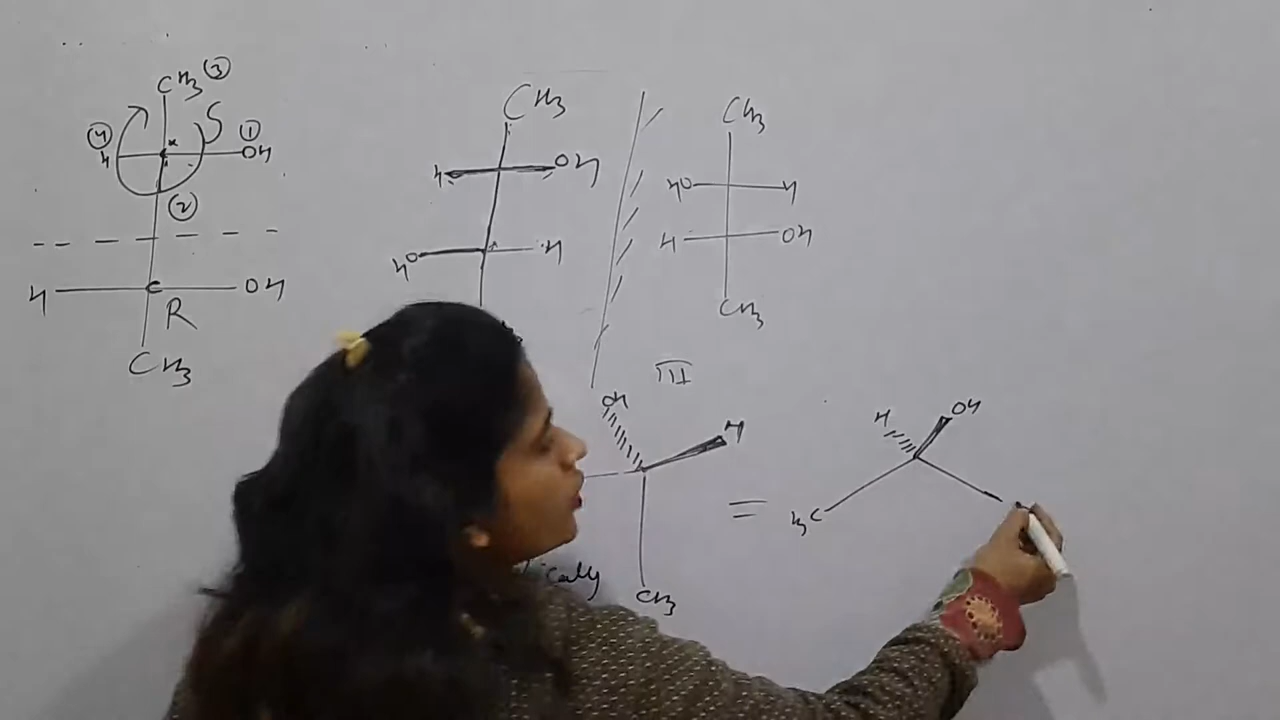 CH3 ③
④ H OH ①
S
②
H C OH
R
CH3
CH3
H OH
HO H
CH3
HO H
H OH
CH3
III
OH
H
CH3
=
H OH
H3C